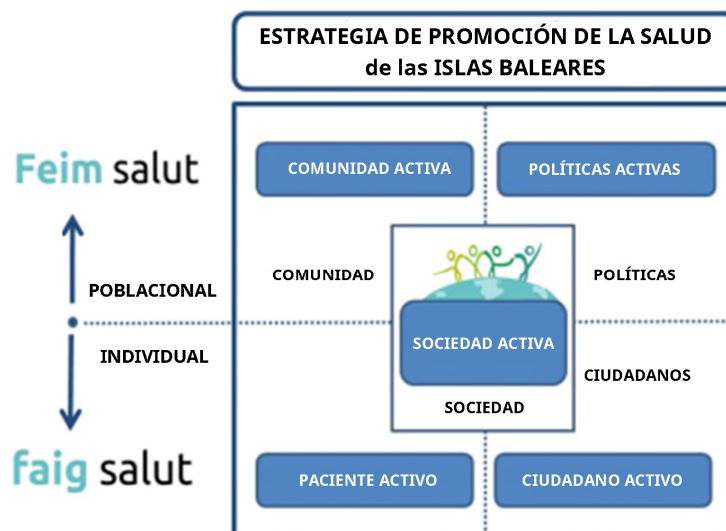 ESTRATEGIA DE PROMOCIÓN DE LA SALUD
de las ISLAS BALEARES
Feim salut
COMUNIDAD ACTIVA
POLÍTICAS ACTIVAS
COMUNIDAD
POLÍTICAS
POBLACIONAL
SOCIEDAD ACTIVA
INDIVIDUAL
CIUDADANOS
SOCIEDAD
faig salut
PACIENTE ACTIVO
CIUDADANO ACTIVO